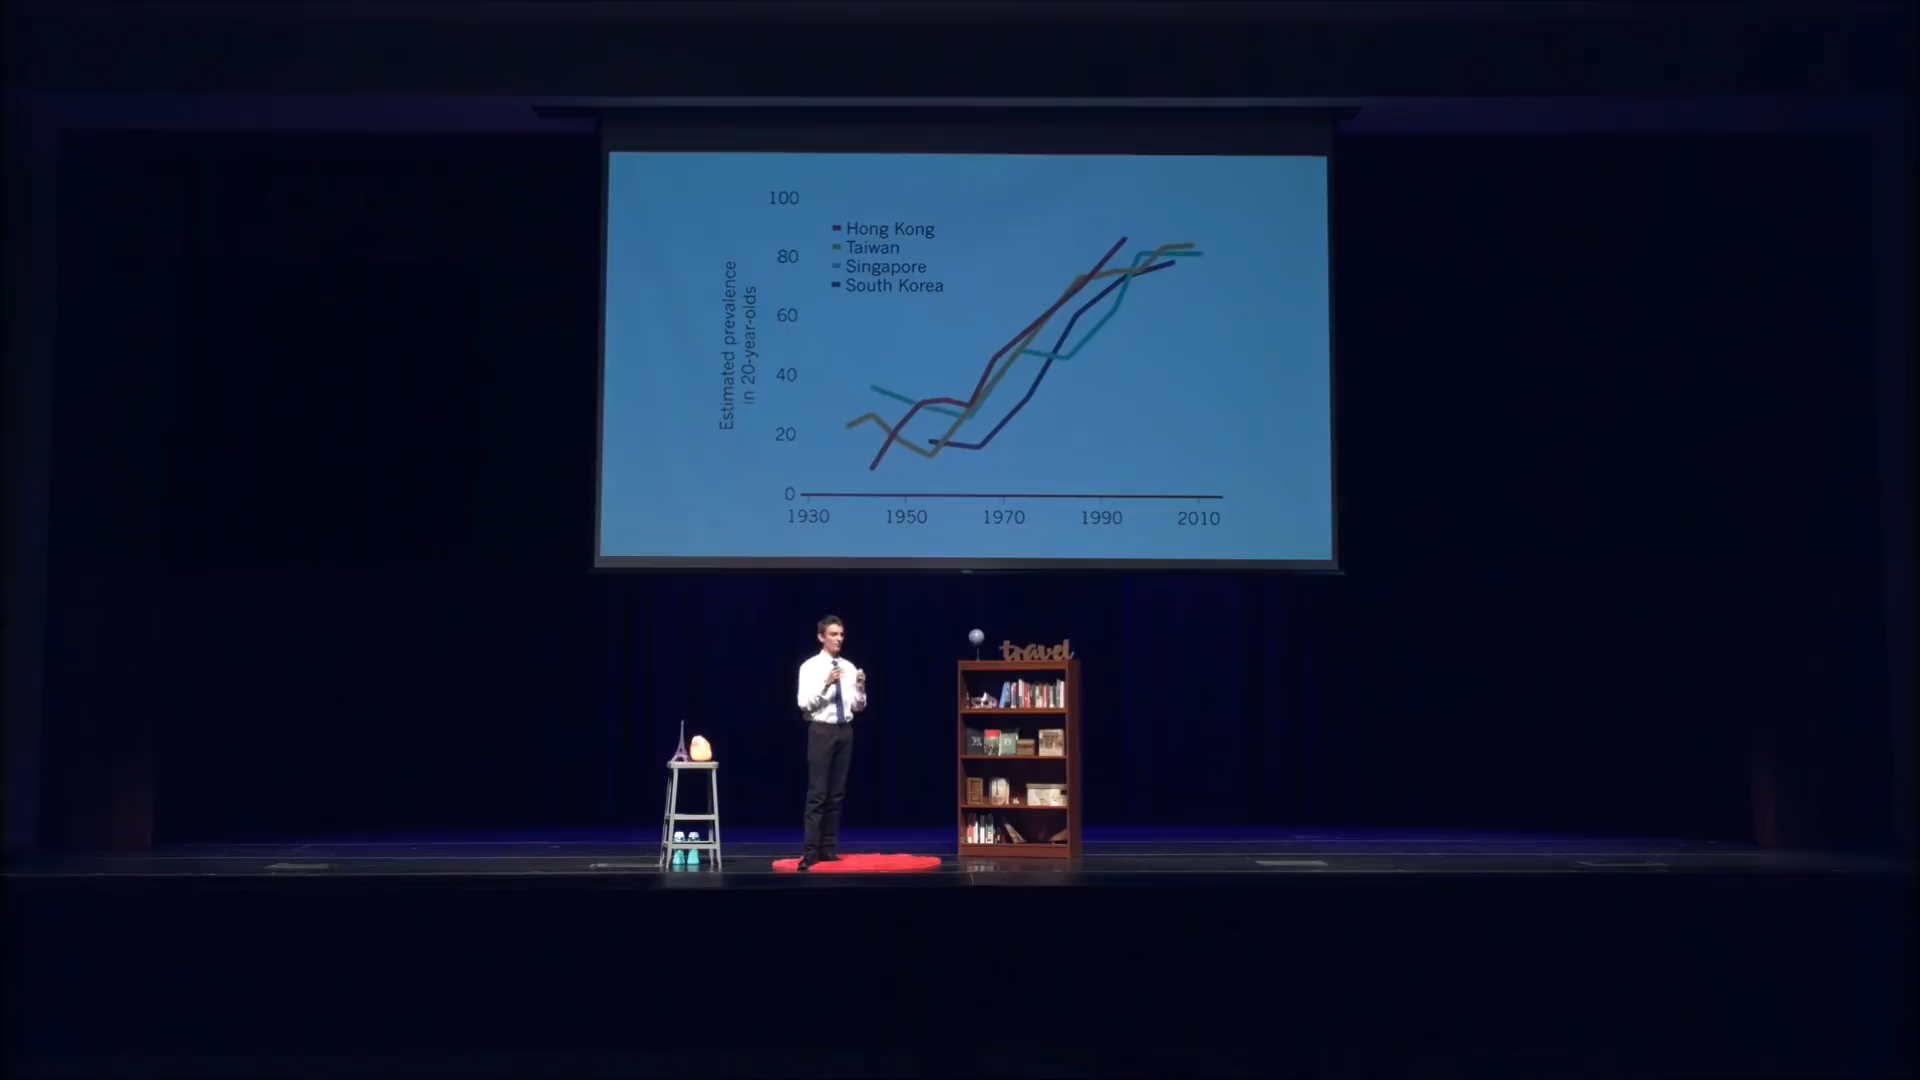 100
Hong Kong
Taiwan
80
Singapore
South Korea
Estimated prevalence
in 20-year-olds
60
40
20
0
1930 1950 1970 1990 2010
travel